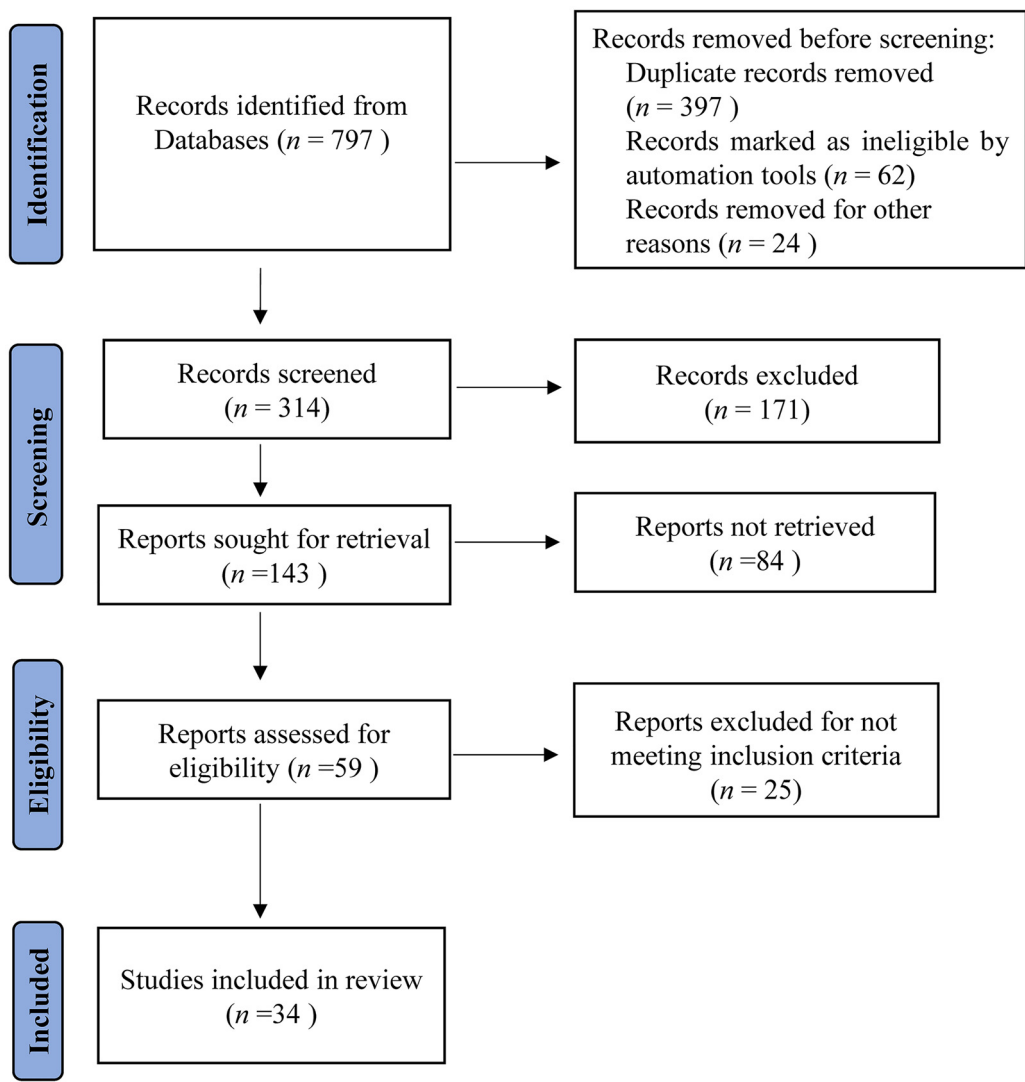 Identification
Records identified from
Databases (n = 797 )
Records removed before screening:
Duplicate records removed
(n = 397 )
Records marked as ineligible by
automation tools (n = 62)
Records removed for other
reasons (n = 24 )
Screening
Records screened
(n = 314)
Records excluded
(n = 171)
Reports sought for retrieval
(n =143 )
Reports not retrieved
(n =84 )
Eligibility
Reports assessed for
eligibility (n =59 )
Reports excluded for not
meeting inclusion criteria
(n = 25)
Included
Studies included in review
(n =34 )